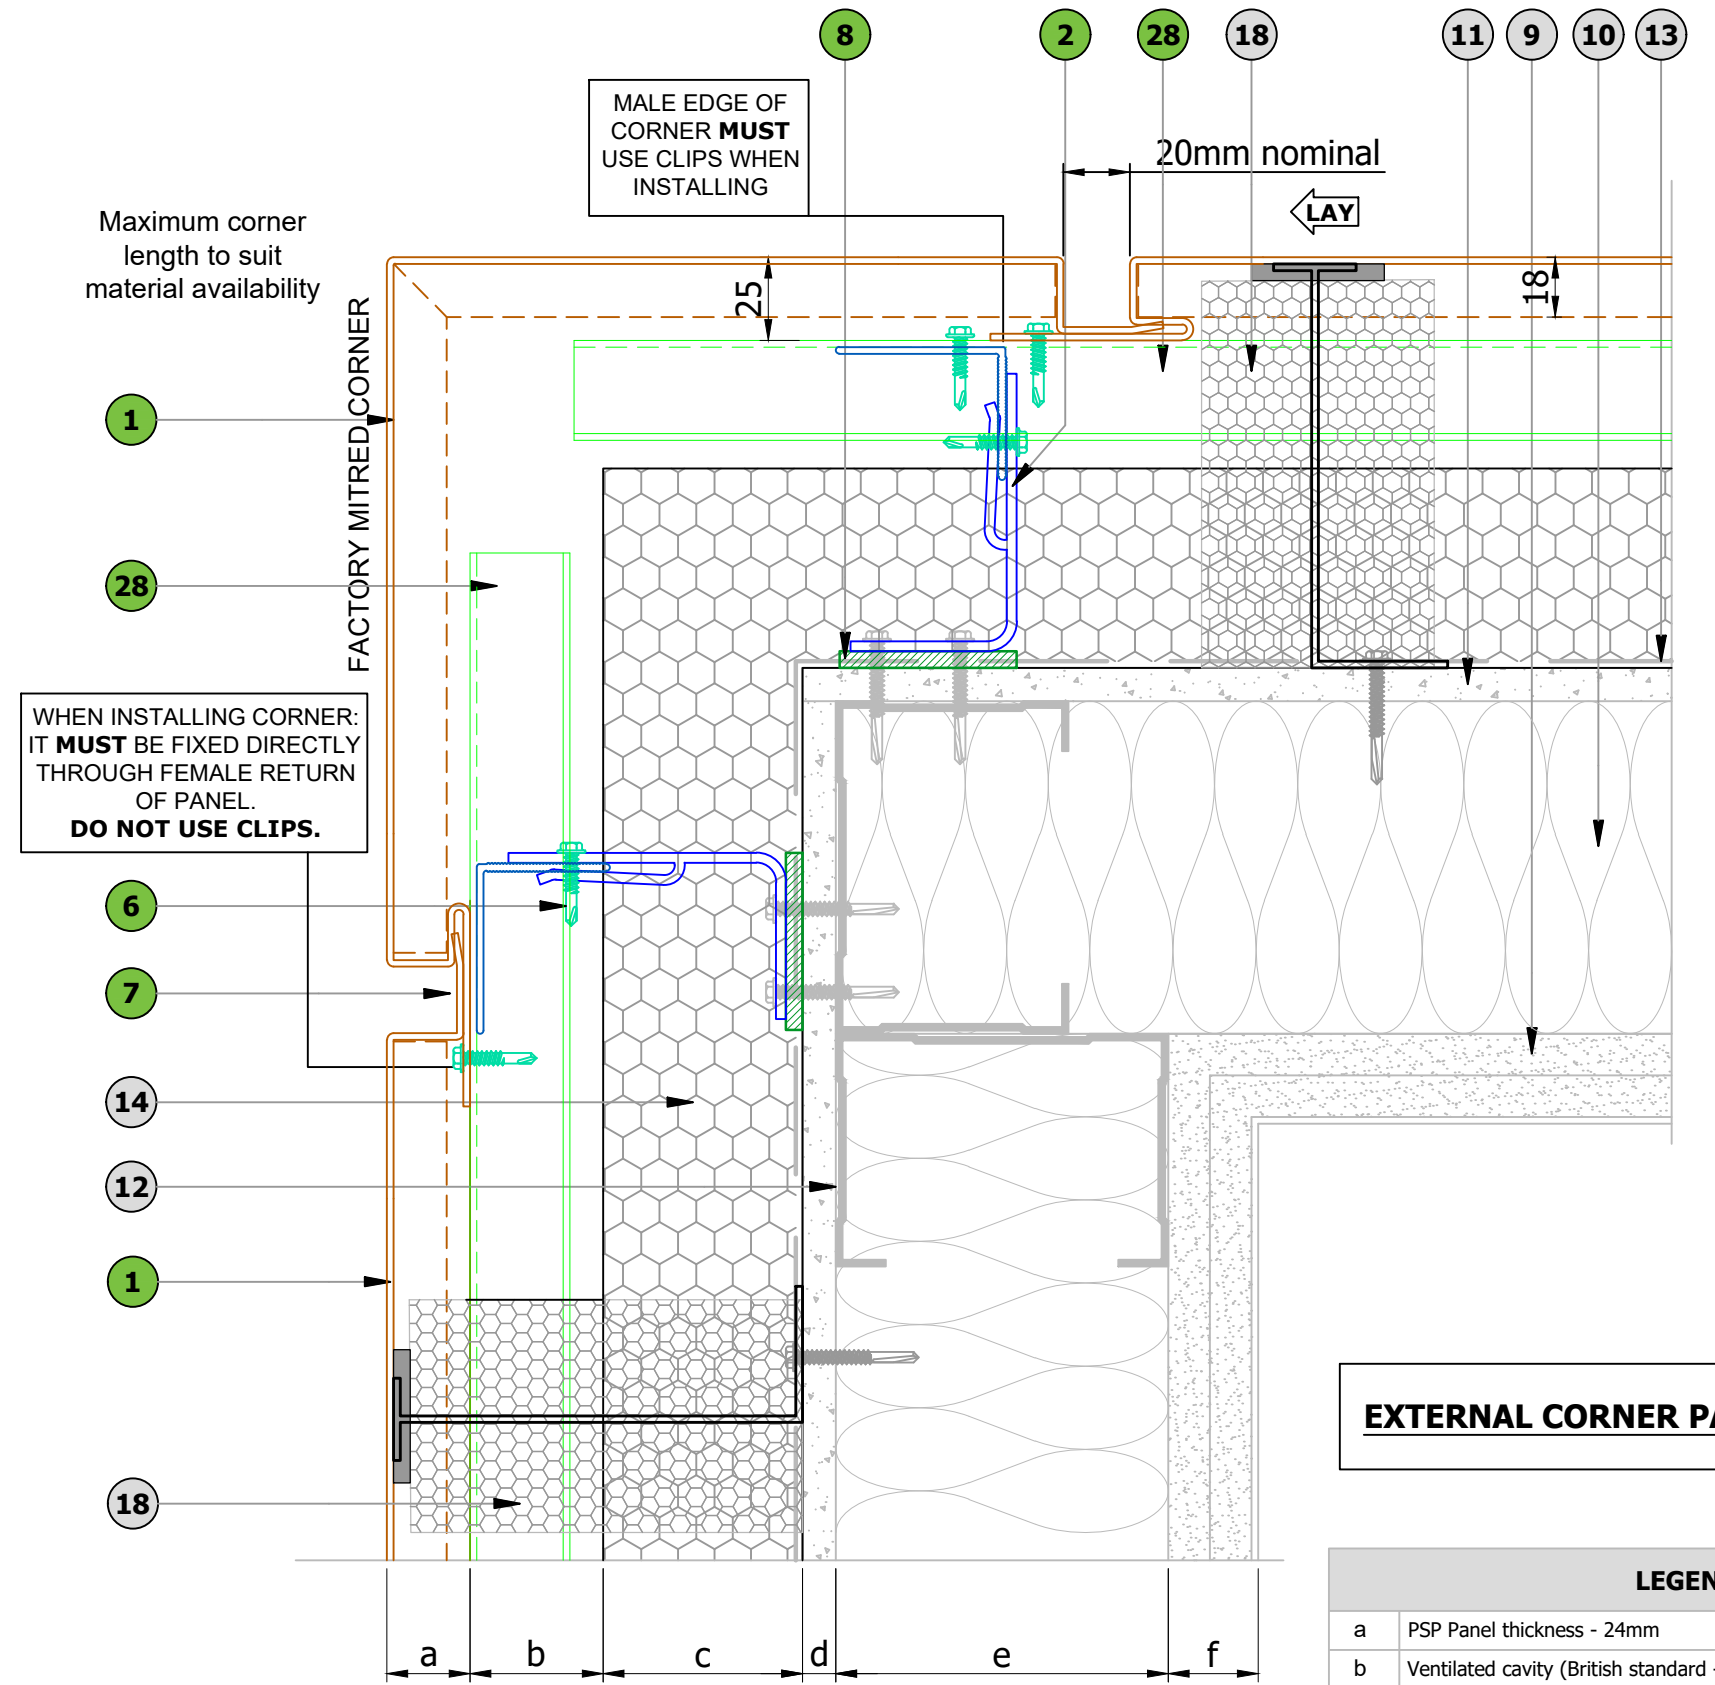 8 2 28 18 11 9 10 13
MALE EDGE OF
CORNER MUST
USE CLIPS WHEN
INSTALLING
20mm nominal
LAY
Maximum corner
length to suit
material availability
25
18
FACTORY MITRED CORNER
1
28
WHEN INSTALLING CORNER:
IT MUST BE FIXED DIRECTLY
THROUGH FEMALE RETURN
OF PANEL.
DO NOT USE CLIPS.
6
7
14
12
1
18
EXTERNAL CORNER PA
LEGEN
a PSP Panel thickness - 24mm
b Ventilated cavity (British standard -
a b c d e f